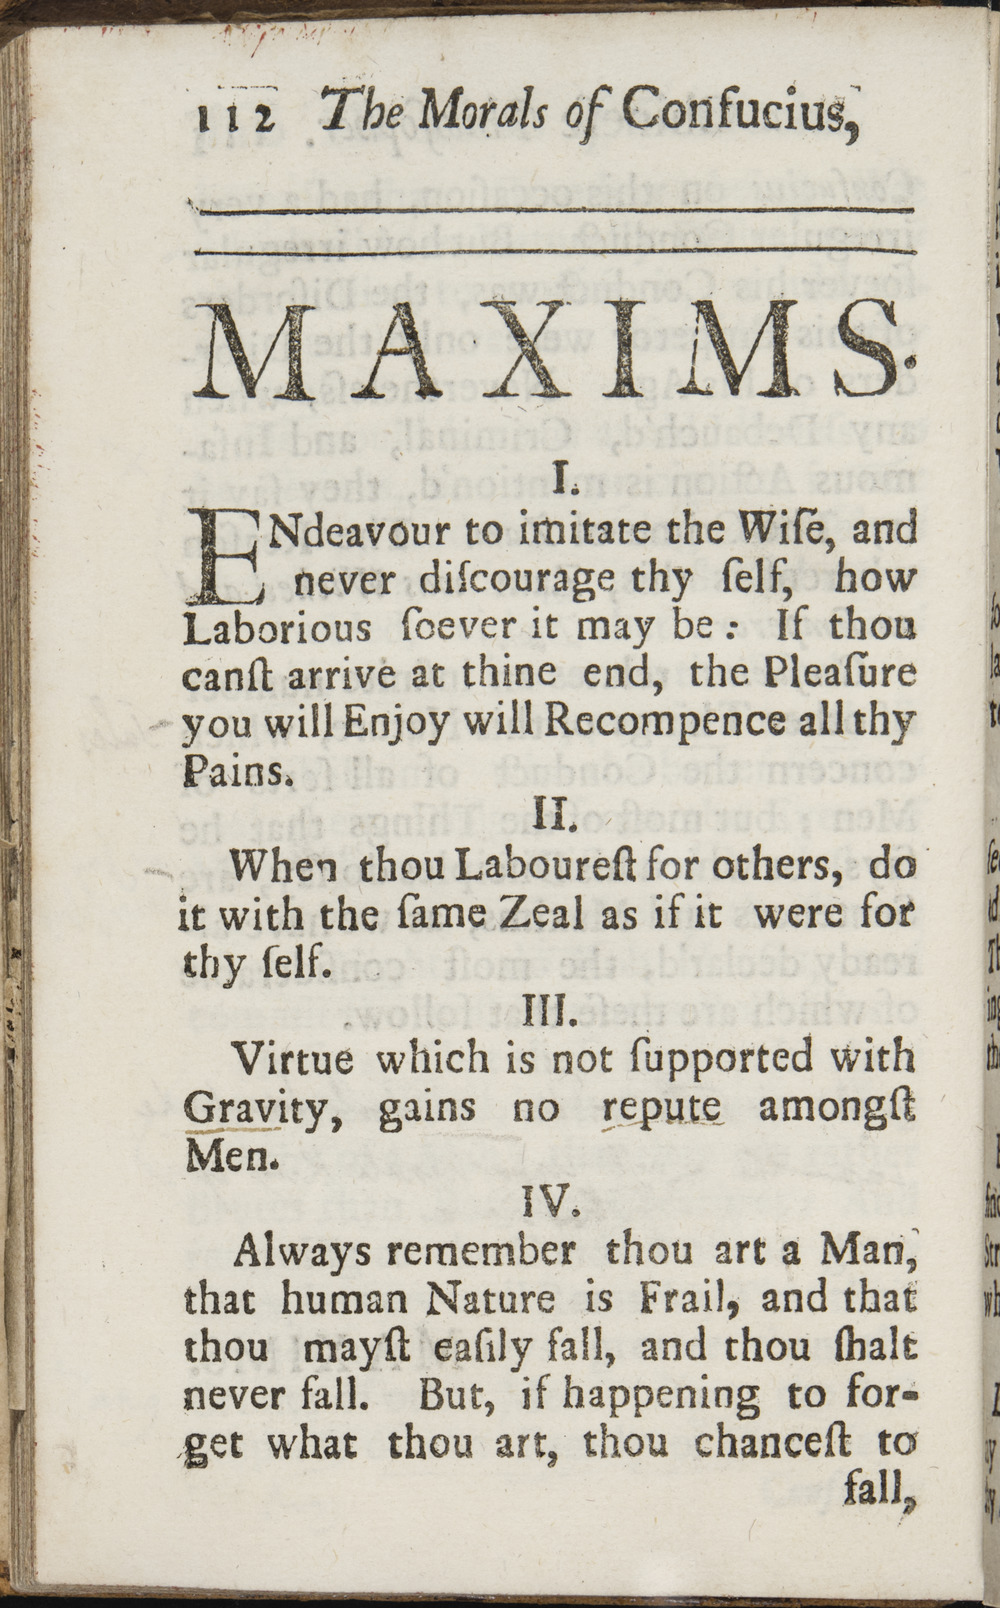 112 The Morals of Confucius,
MAXIMS.
I.
ENdeavour to imitate the Wiſe, and
never diſcourage thy ſelf, how
Laborious ſoever it may be: If thou
canſt arrive at thine end, the Pleaſure
you will Enjoy will Recompence all thy
Pains.
II.
When thou Laboureſt for others, do
it with the ſame Zeal as if it were for
thy ſelf.
III.
Virtue which is not ſupported with
Gravity, gains no repute amongſt
Men.
IV.
Always remember thou art a Man,
that human Nature is Frail, and that
thou mayſt eaſily fall, and thou ſhalt
never fall. But, if happening to for-
get what thou art, thou chanceſt to
fall,